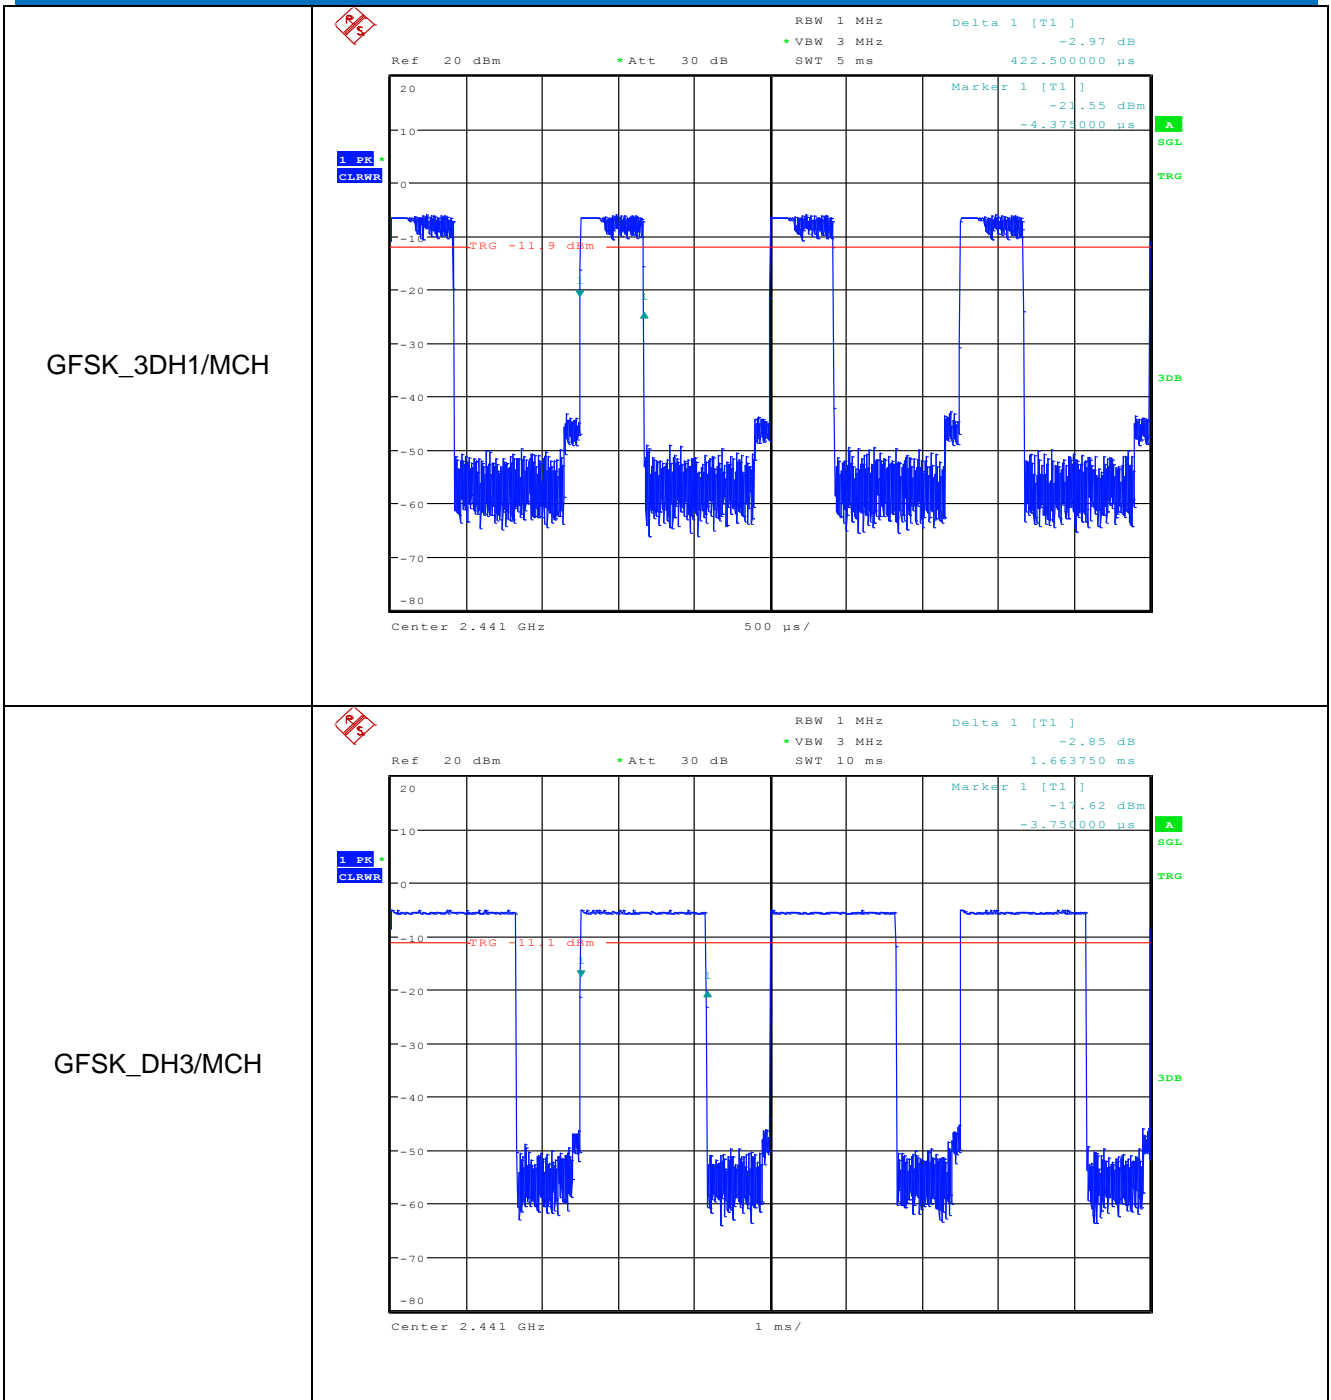 GFSK_3DH1/MCH
R S
RBW 1 MHz
* VBW 3 MHz
Ref 20 dBm * Att 30 dB SWT 5 ms
Delta 1 [T1 ]
-2.97 dB
422.500000 µs
Marker 1 [T1 ]
-21.55 dBm
-4.375000 µs
A
SGL
TRG
3DB
1 PK *
CLRWR
20
10
0
-10
-20
-30
-40
-50
-60
-70
-80
TRG -11.9 dBm
1
1
Center 2.441 GHz 500 µs/
GFSK_DH3/MCH
R S
RBW 1 MHz
* VBW 3 MHz
Ref 20 dBm * Att 30 dB SWT 10 ms
Delta 1 [T1 ]
-2.85 dB
1.663750 ms
Marker 1 [T1 ]
-17.62 dBm
-3.750000 µs
A
SGL
TRG
3DB
1 PK *
CLRWR
20
10
0
-10
-20
-30
-40
-50
-60
-70
-80
TRG -11.1 dBm
1
1
Center 2.441 GHz 1 ms/